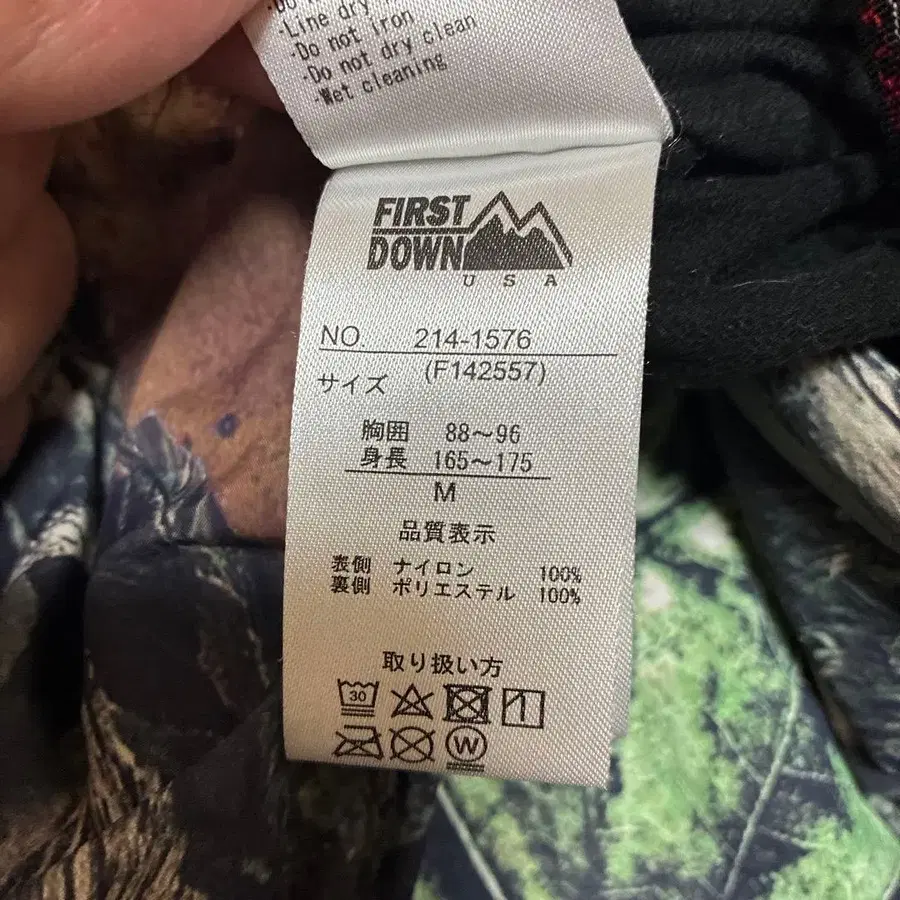 ·Line dry
·Do not iron
·Do not dry clean
·Wet cleaning
FIRST
DOWN
USA
NO. 214-1576
サイズ (F142557)
胸囲 88〜96
身長 165〜175
M
品質表示
表側 ナイロン 100%
裏側 ポリエステル 100%
取り扱い方
30
W